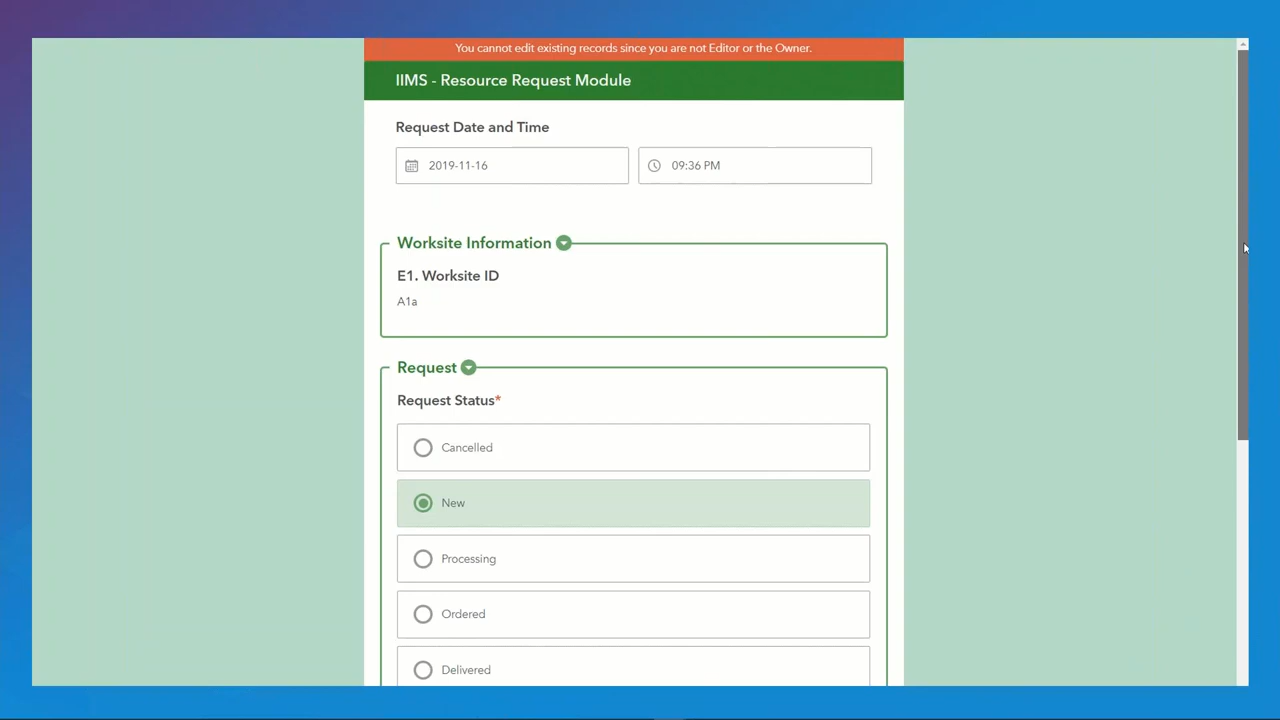 You cannot edit existing records since you are not Editor or the Owner.
IIMS - Resource Request Module
Request Date and Time
2019-11-16
09:36 PM
Worksite Information
E1. Worksite ID
A1a
Request
Request Status*
Cancelled
New
Processing
Ordered
Delivered